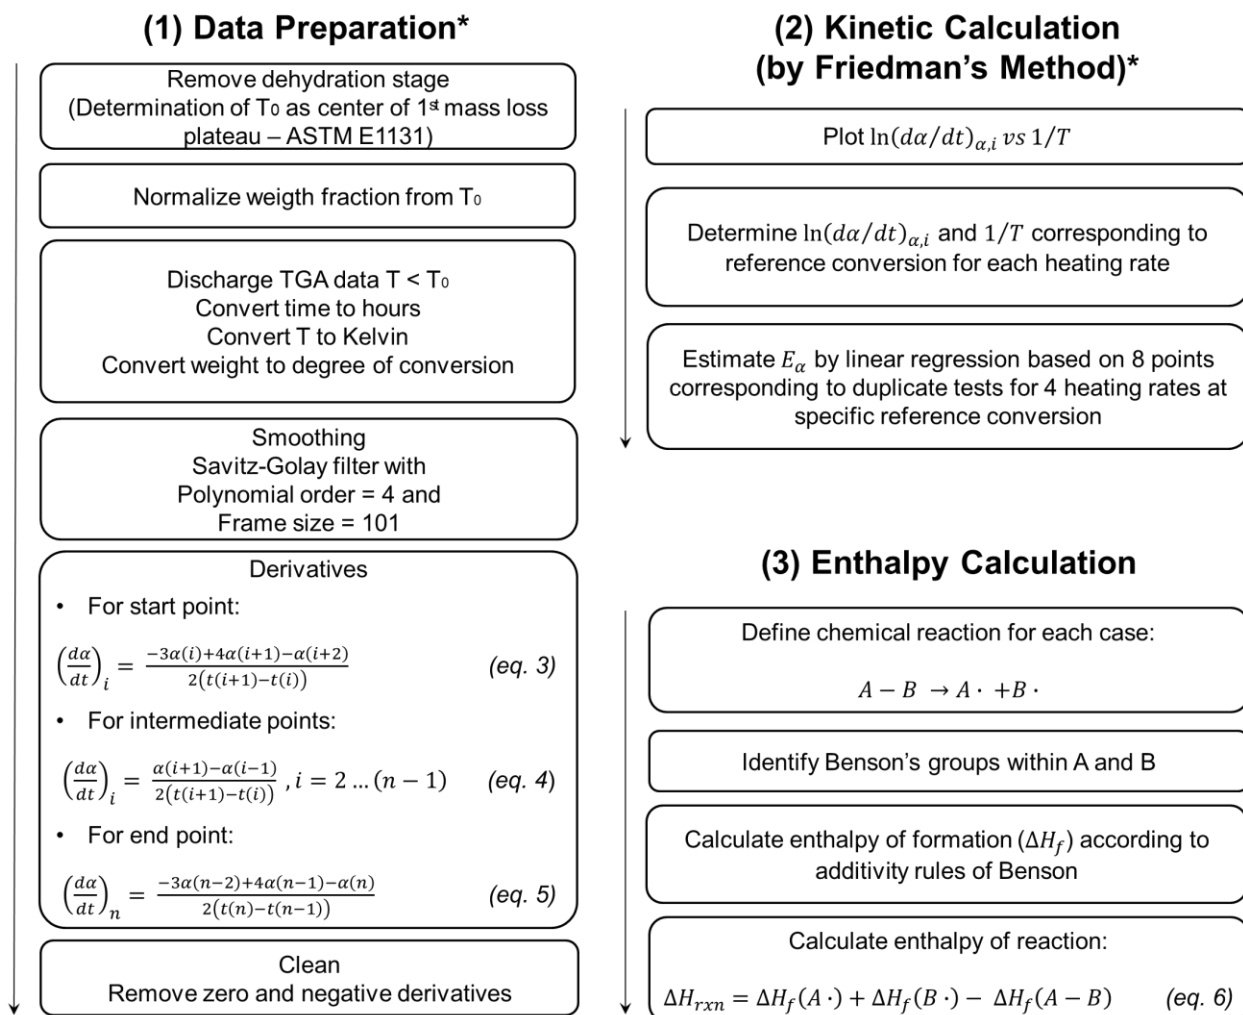 (1) Data Preparation*
Remove dehydration stage
(Determination of T₀ as center of 1ˢᵗ mass loss
plateau – ASTM E1131)
Normalize weigth fraction from T₀
Discharge TGA data T < T₀
Convert time to hours
Convert T to Kelvin
Convert weight to degree of conversion
Smoothing
Savitz-Golay filter with
Polynomial order = 4 and
Frame size = 101
Derivatives
• For start point:
(dα/dt)ᵢ = (-3α(i)+4α(i+1)-α(i+2))/(2(t(i+1)-t(i))) (eq. 3)
• For intermediate points:
(dα/dt)ᵢ = (α(i+1)-α(i-1))/(2(t(i+1)-t(i))) , i = 2 … (n − 1) (eq. 4)
• For end point:
(dα/dt)ₙ = (-3α(n-2)+4α(n-1)-α(n))/(2(t(n)-t(n-1))) (eq. 5)
Clean
Remove zero and negative derivatives
(2) Kinetic Calculation
(by Friedman's Method)*
Plot ln(dα/dt)α,i vs 1/T
Determine ln(dα/dt)α,i and 1/T corresponding to
reference conversion for each heating rate
Estimate Eα by linear regression based on 8 points
corresponding to duplicate tests for 4 heating rates at
specific reference conversion
(3) Enthalpy Calculation
Define chemical reaction for each case:
A − B → A · +B ·
Identify Benson's groups within A and B
Calculate enthalpy of formation (ΔHf) according to
additivity rules of Benson
Calculate enthalpy of reaction:
ΔHrxn = ΔHf(A ·) + ΔHf(B ·) − ΔHf(A − B) (eq. 6)